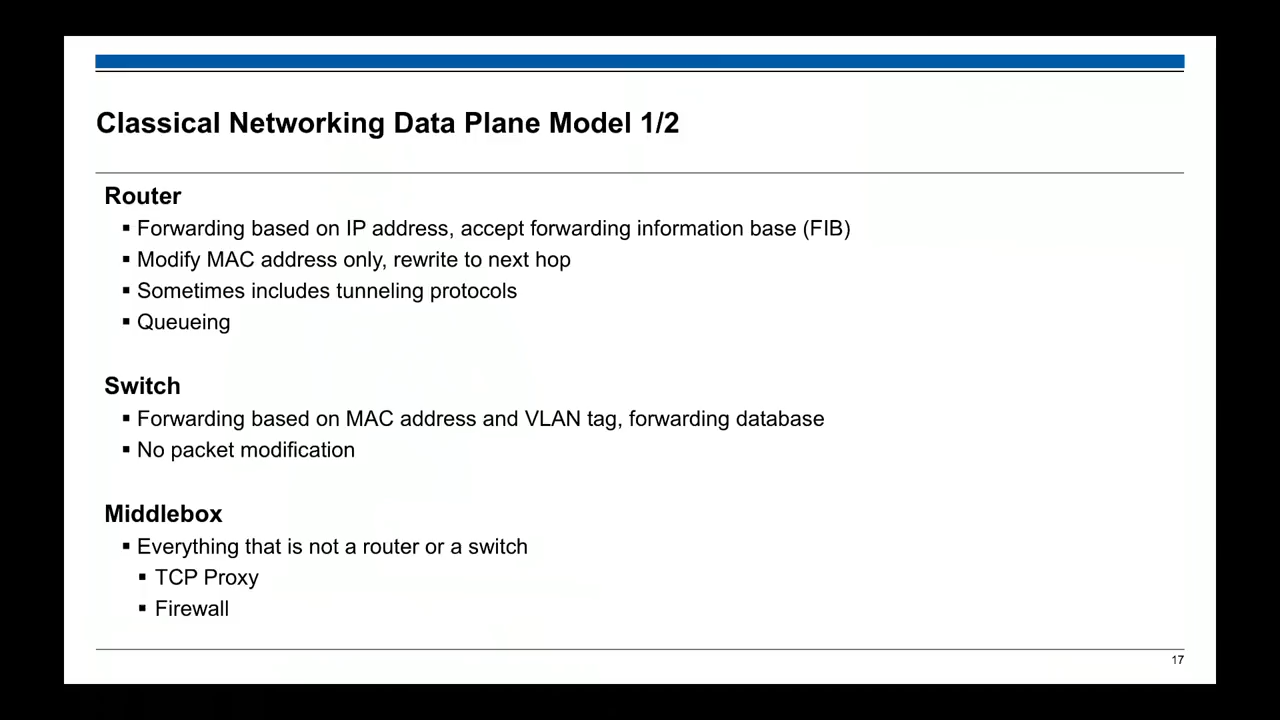 Classical Networking Data Plane Model 1/2
Router
▪ Forwarding based on IP address, accept forwarding information base (FIB)
▪ Modify MAC address only, rewrite to next hop
▪ Sometimes includes tunneling protocols
▪ Queueing
Switch
▪ Forwarding based on MAC address and VLAN tag, forwarding database
▪ No packet modification
Middlebox
▪ Everything that is not a router or a switch
▪ TCP Proxy
▪ Firewall
17